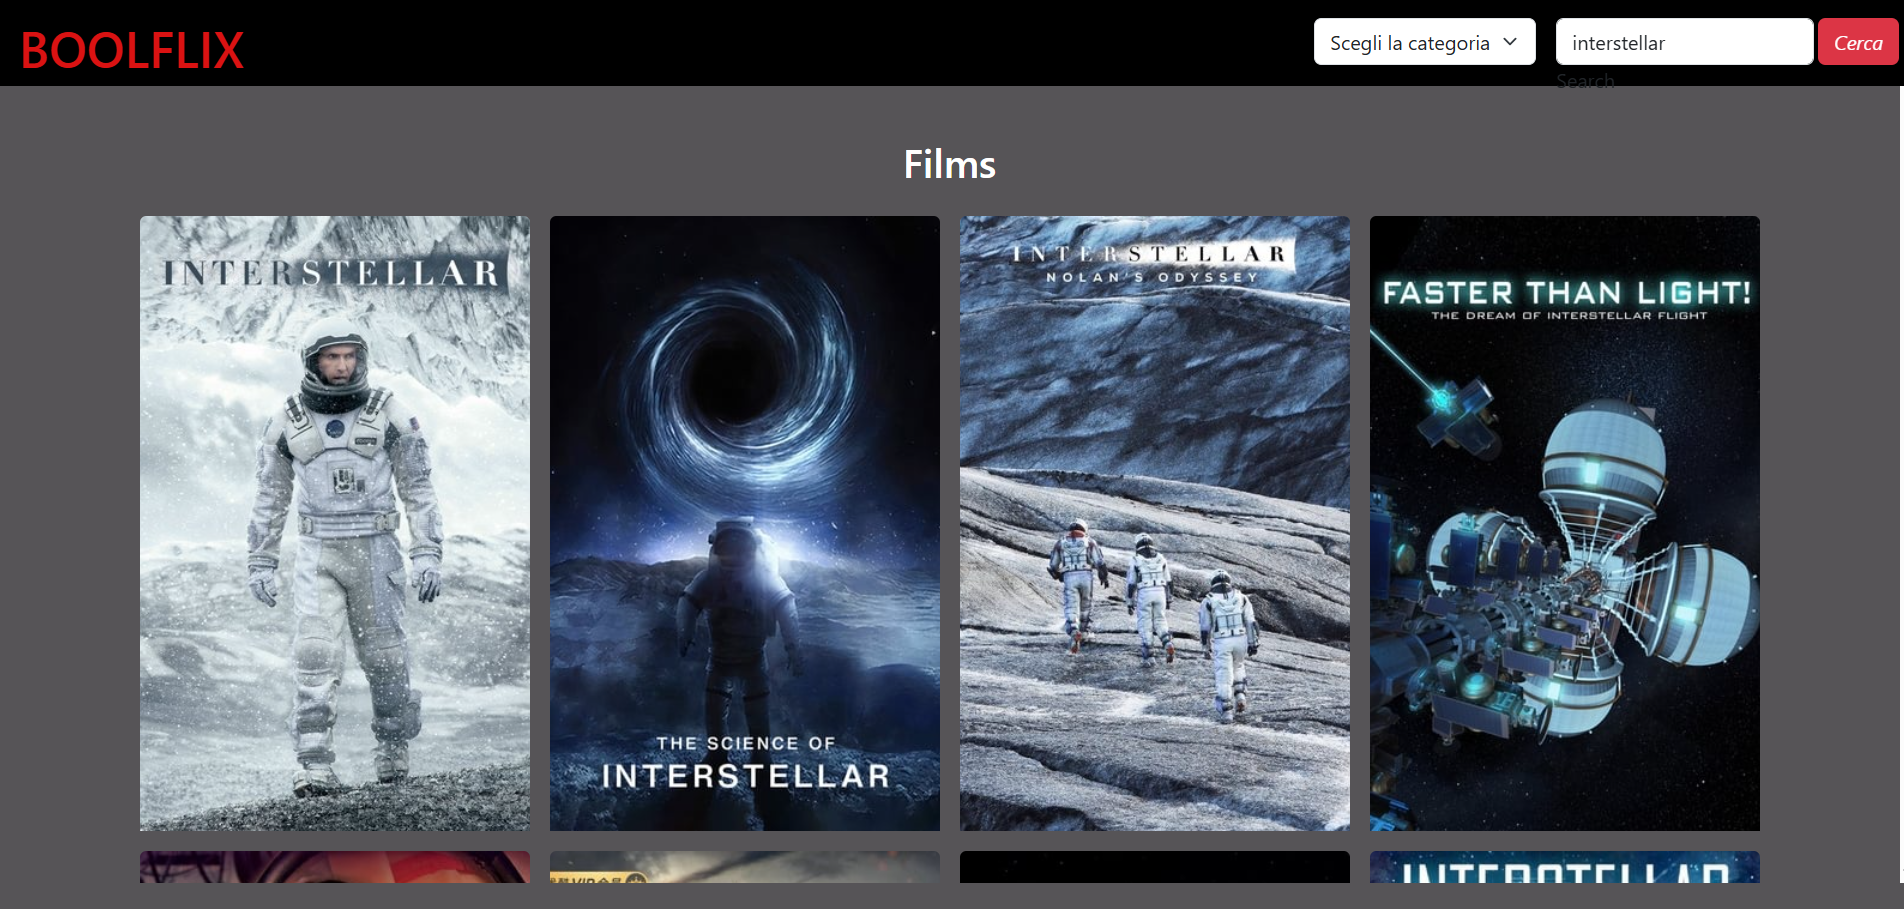 BOOLFLIX
Scegli la categoria
interstellar
Cerca
Search
Films
INTERSTELLAR
THE SCIENCE OF
INTERSTELLAR
INTERSTELLAR
NOLAN'S ODYSSEY
FASTER THAN LIGHT!
THE DREAM OF INTERSTELLAR FLIGHT
INTERSTELLAR